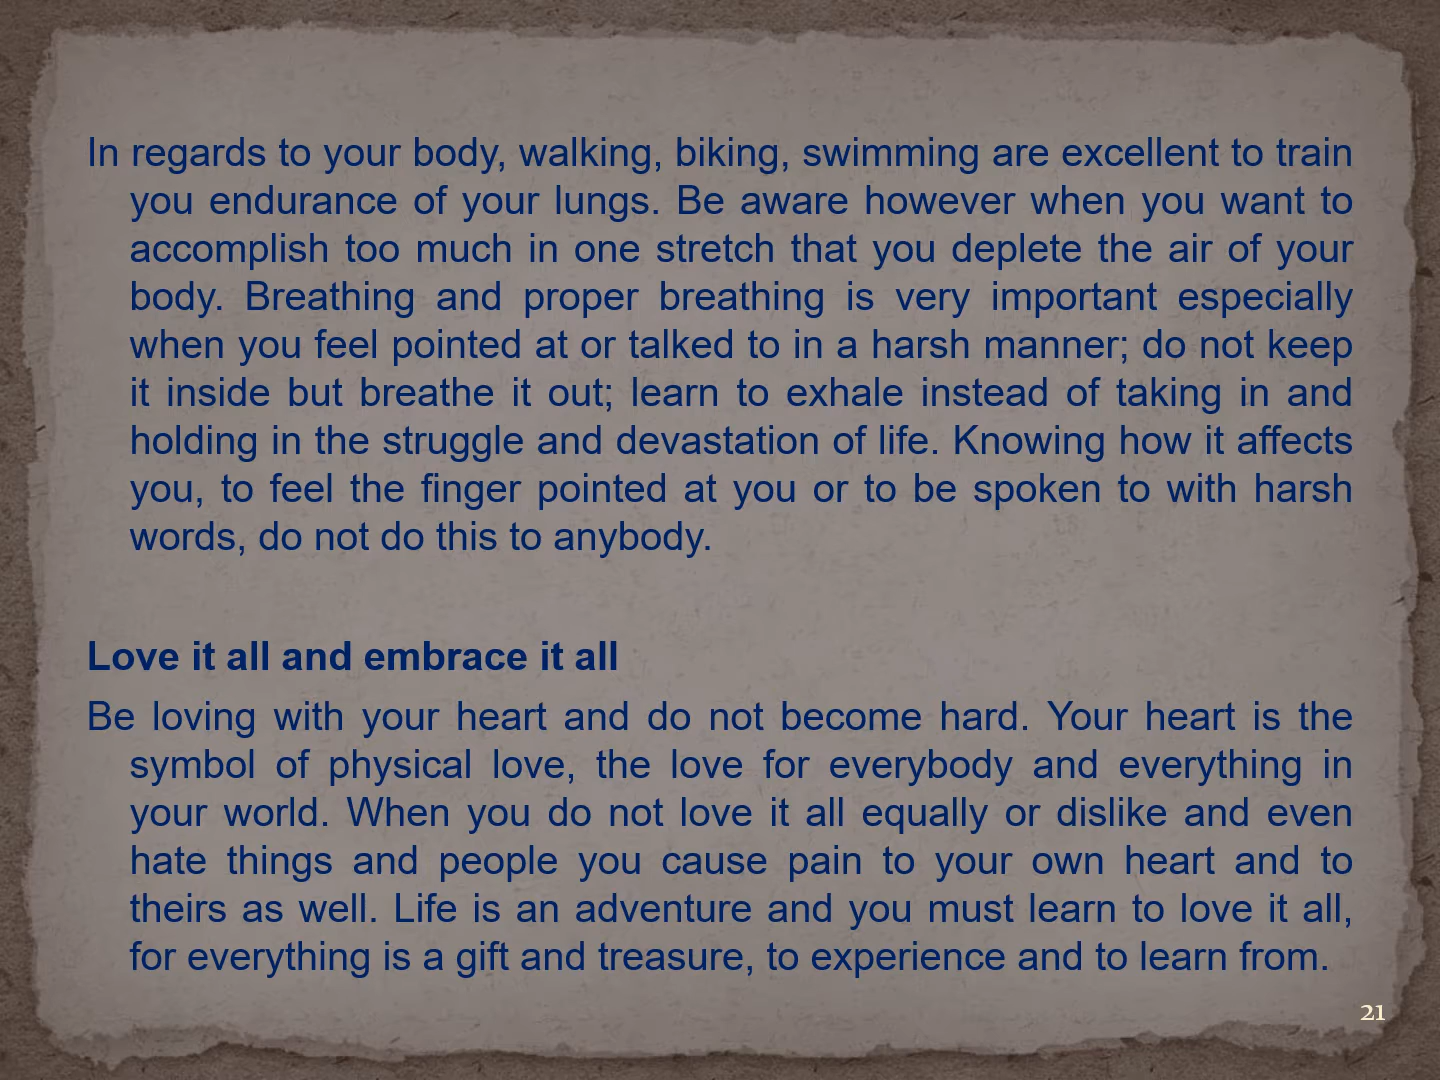 In regards to your body, walking, biking, swimming are excellent to train
you endurance of your lungs. Be aware however when you want to
accomplish too much in one stretch that you deplete the air of your
body. Breathing and proper breathing is very important especially
when you feel pointed at or talked to in a harsh manner; do not keep
it inside but breathe it out; learn to exhale instead of taking in and
holding in the struggle and devastation of life. Knowing how it affects
you, to feel the finger pointed at you or to be spoken to with harsh
words, do not do this to anybody.
Love it all and embrace it all
Be loving with your heart and do not become hard. Your heart is the
symbol of physical love, the love for everybody and everything in
your world. When you do not love it all equally or dislike and even
hate things and people you cause pain to your own heart and to
theirs as well. Life is an adventure and you must learn to love it all,
for everything is a gift and treasure, to experience and to learn from.
21